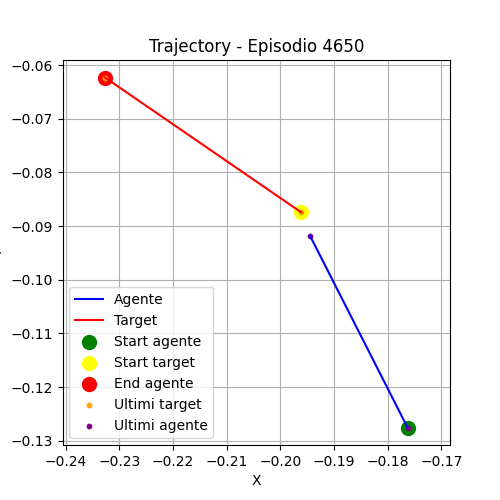 Trajectory - Episodio 4650
−0.06
−0.07
−0.08
−0.09
−0.10
−0.11
−0.12
−0.13
Agente
Target
Start agente
Start target
End agente
Ultimi target
Ultimi agente
−0.24 −0.23 −0.22 −0.21 −0.20 −0.19 −0.18 −0.17
X